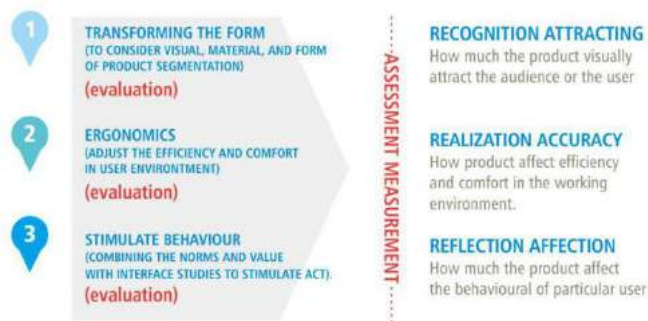 1
TRANSFORMING THE FORM
(TO CONSIDER VISUAL, MATERIAL, AND FORM
OF PRODUCT SEGMENTATION)
(evaluation)
2
ERGONOMICS
(ADJUST THE EFFICIENCY AND COMFORT
IN USER ENVIRONTMENT)
(evaluation)
3
STIMULATE BEHAVIOUR
(COMBINING THE NORMS AND VALUE
WITH INTERFACE STUDIES TO STIMULATE ACT).
(evaluation)
ASSESSMENT MEASUREMENT
RECOGNITION ATTRACTING
How much the product visually
attract the audience or the user
REALIZATION ACCURACY
How product affect efficiency
and comfort in the working
environment.
REFLECTION AFFECTION
How much the product affect
the behavioural of particular user